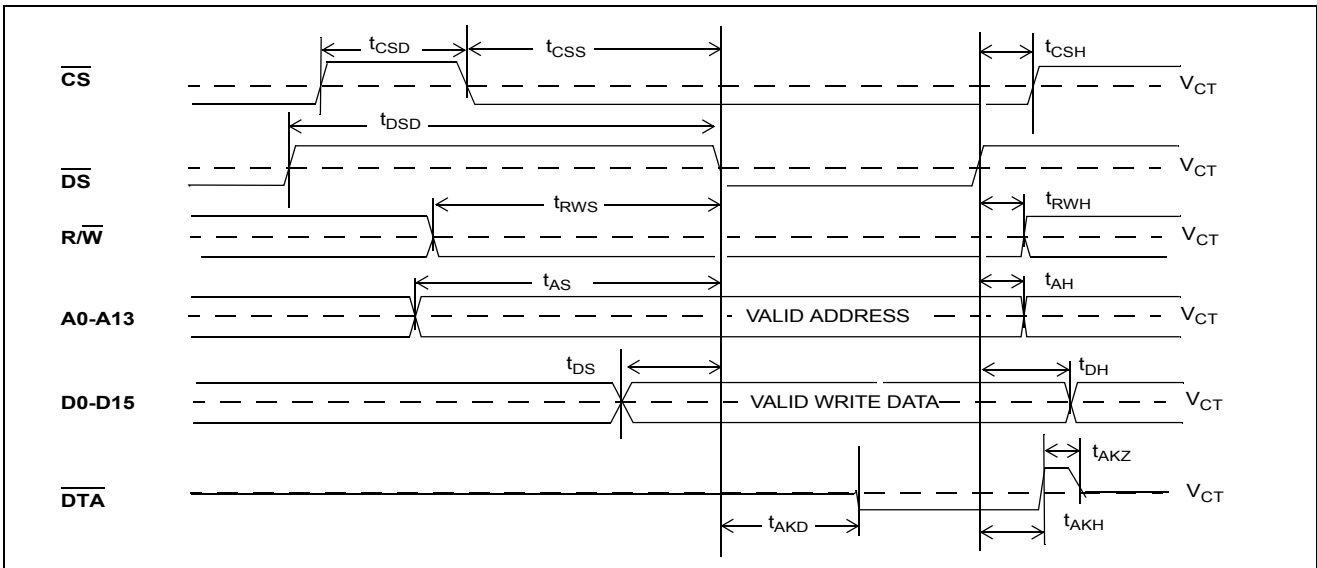 tCSD
tCSS
tCSH
CS
VCT
tDSD
DS
VCT
tRWS
tRWH
R/W
VCT
tAS
tAH
A0-A13
VALID ADDRESS
VCT
tDS
tDH
D0-D15
VALID WRITE DATA
VCT
tAKZ
DTA
VCT
tAKD
tAKH